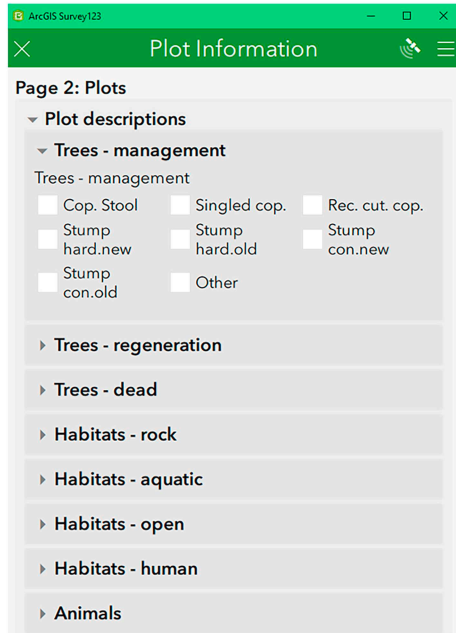 ArcGIS Survey123
Plot Information
Page 2: Plots
Plot descriptions
Trees - management
Trees - management
Cop. Stool
Singled cop.
Rec. cut. cop.
Stump
hard.new
Stump
hard.old
Stump
con.new
Stump
con.old
Other
Trees - regeneration
Trees - dead
Habitats - rock
Habitats - aquatic
Habitats - open
Habitats - human
Animals